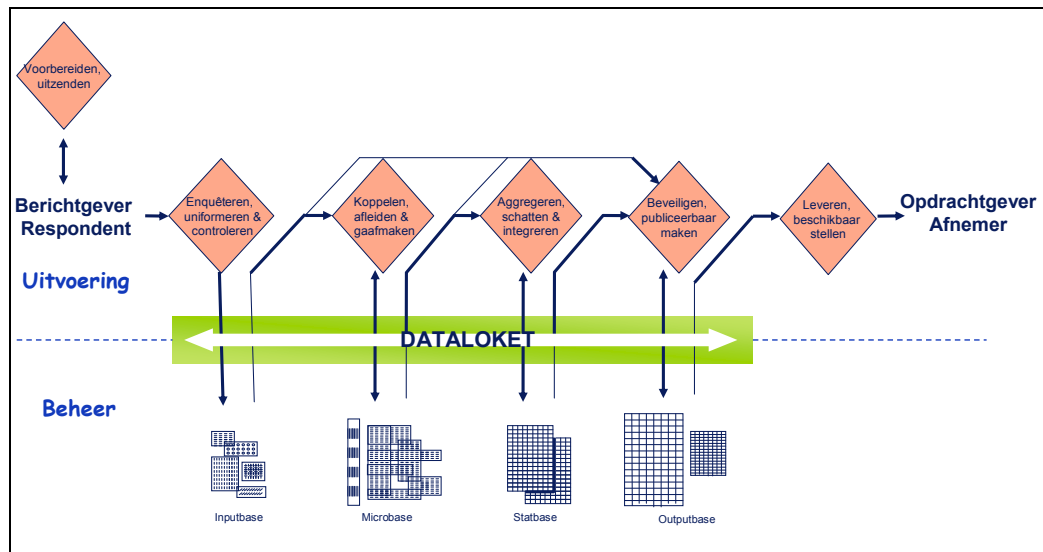 Voorbereiden,
uitzenden
Berichtgever
Respondent
Enquêteren,
uniformeren &
controleren
Koppelen,
afleiden &
gaafmaken
Aggregeren,
schatten &
integreren
Beveiligen,
publiceerbaar
maken
Leveren,
beschikbaar
stellen
Opdrachtgever
Afnemer
Uitvoering
DATALOKET
Beheer
Inputbase
Microbase
Statbase
Outputbase